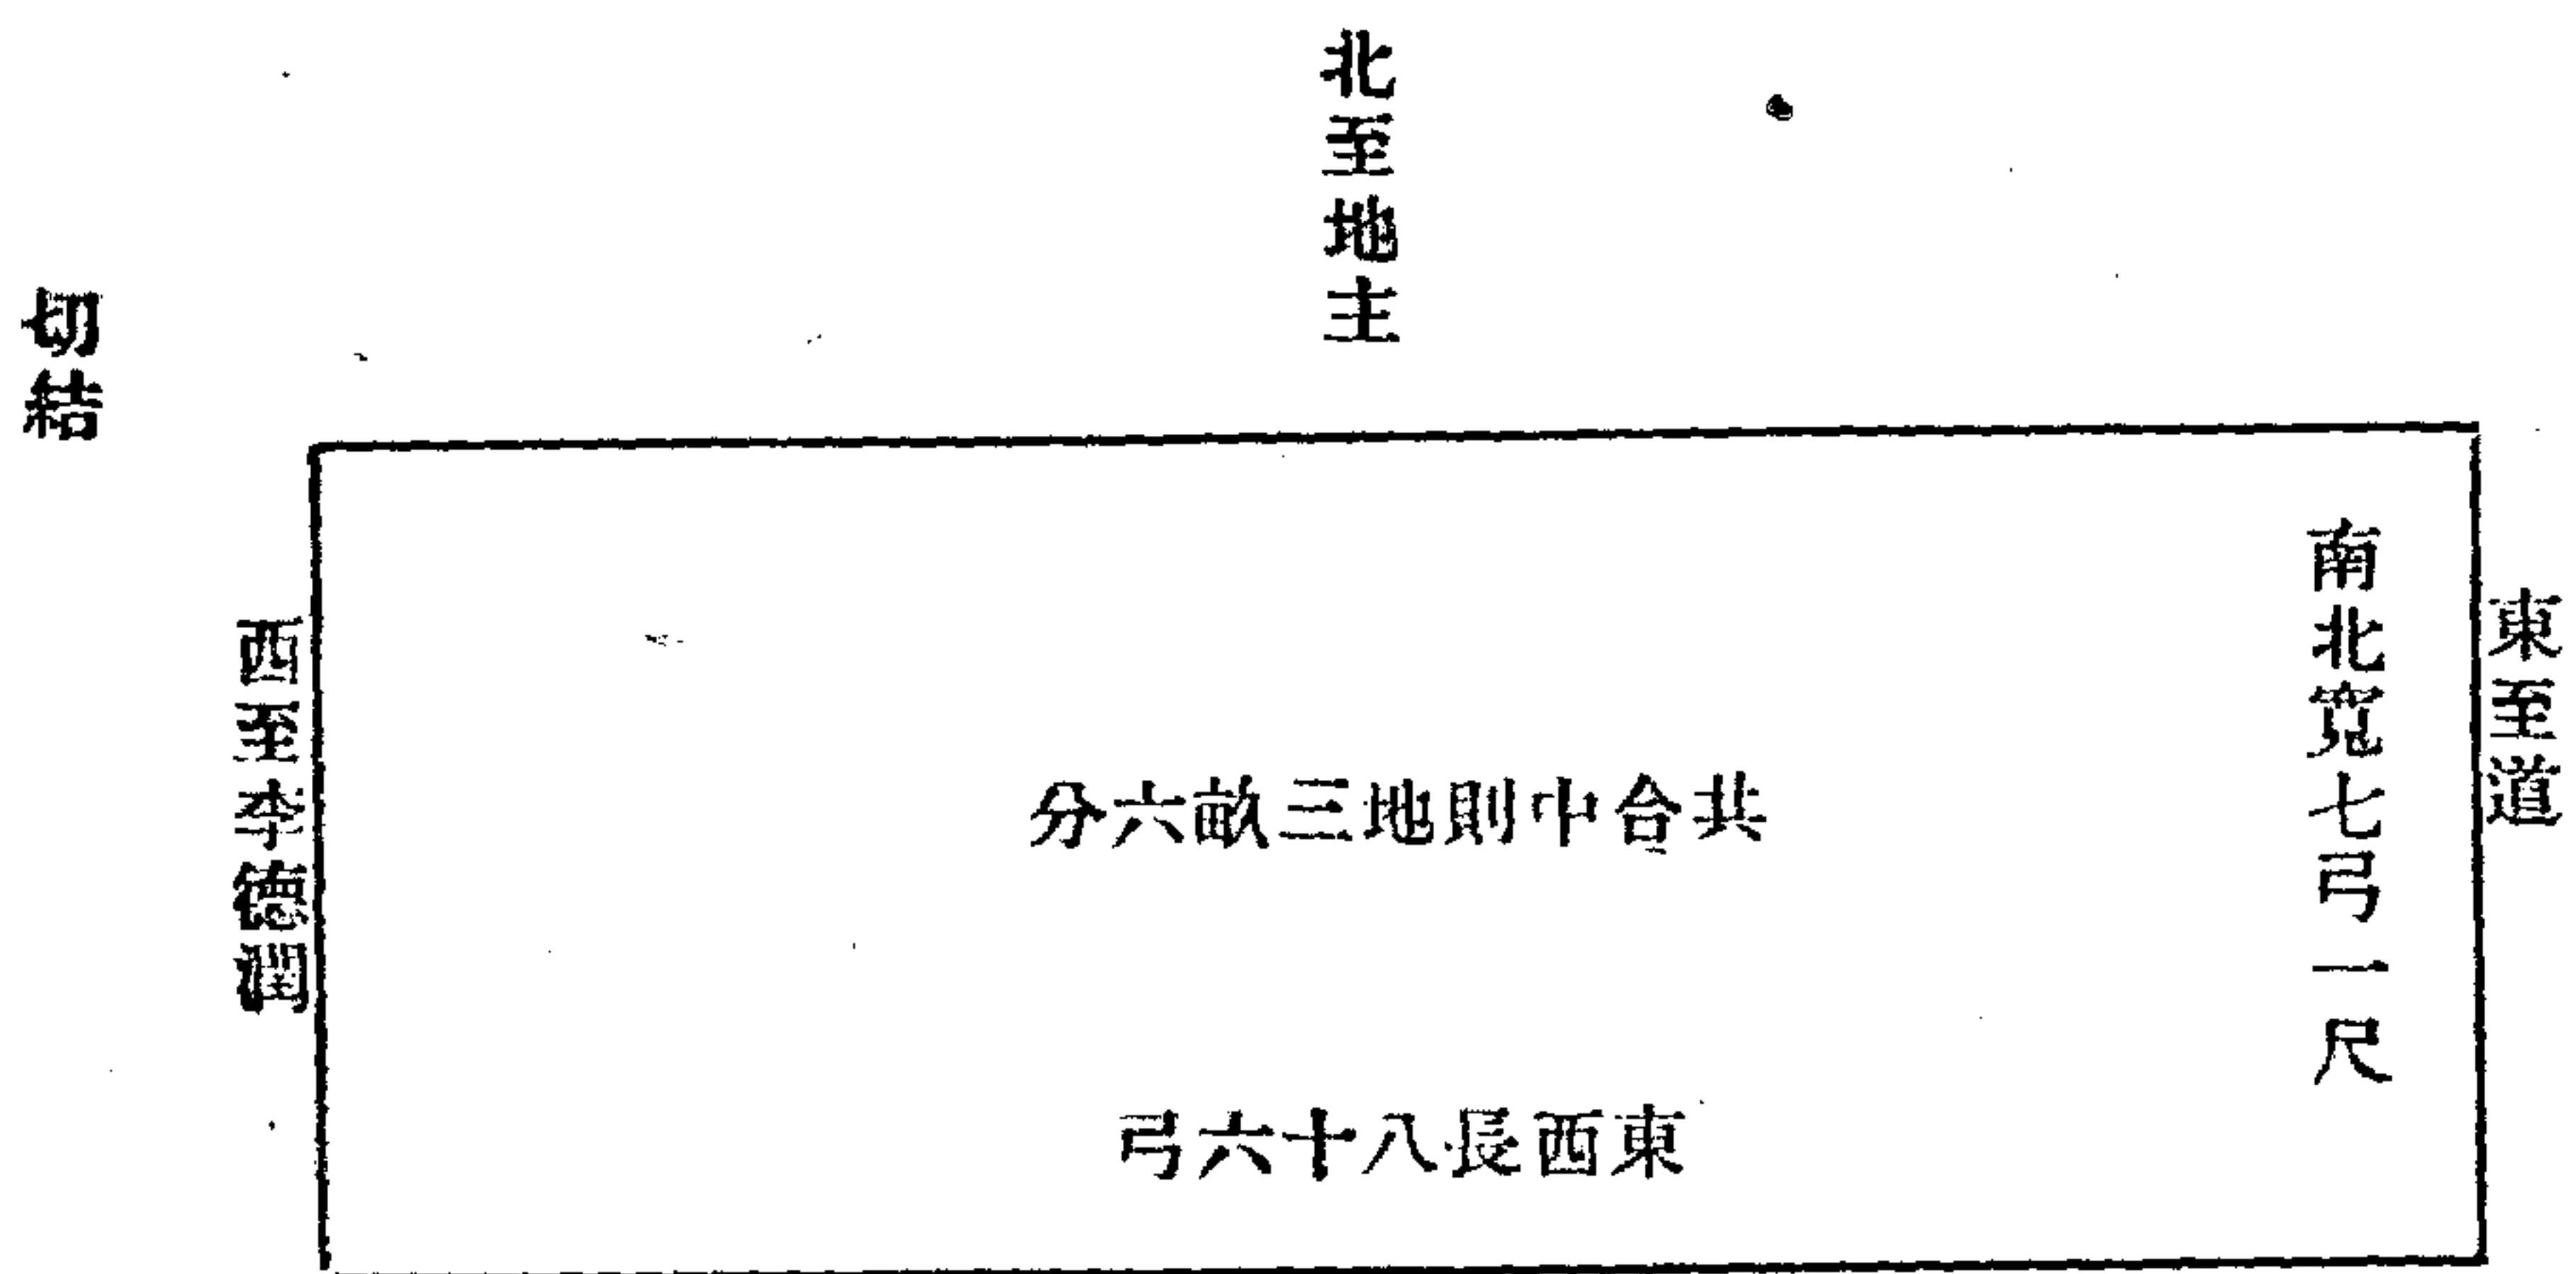 東至道
南北寬七弓一尺
北至地主
共合中則地三畝六分
東西長八十六弓
西至李德潤
切結